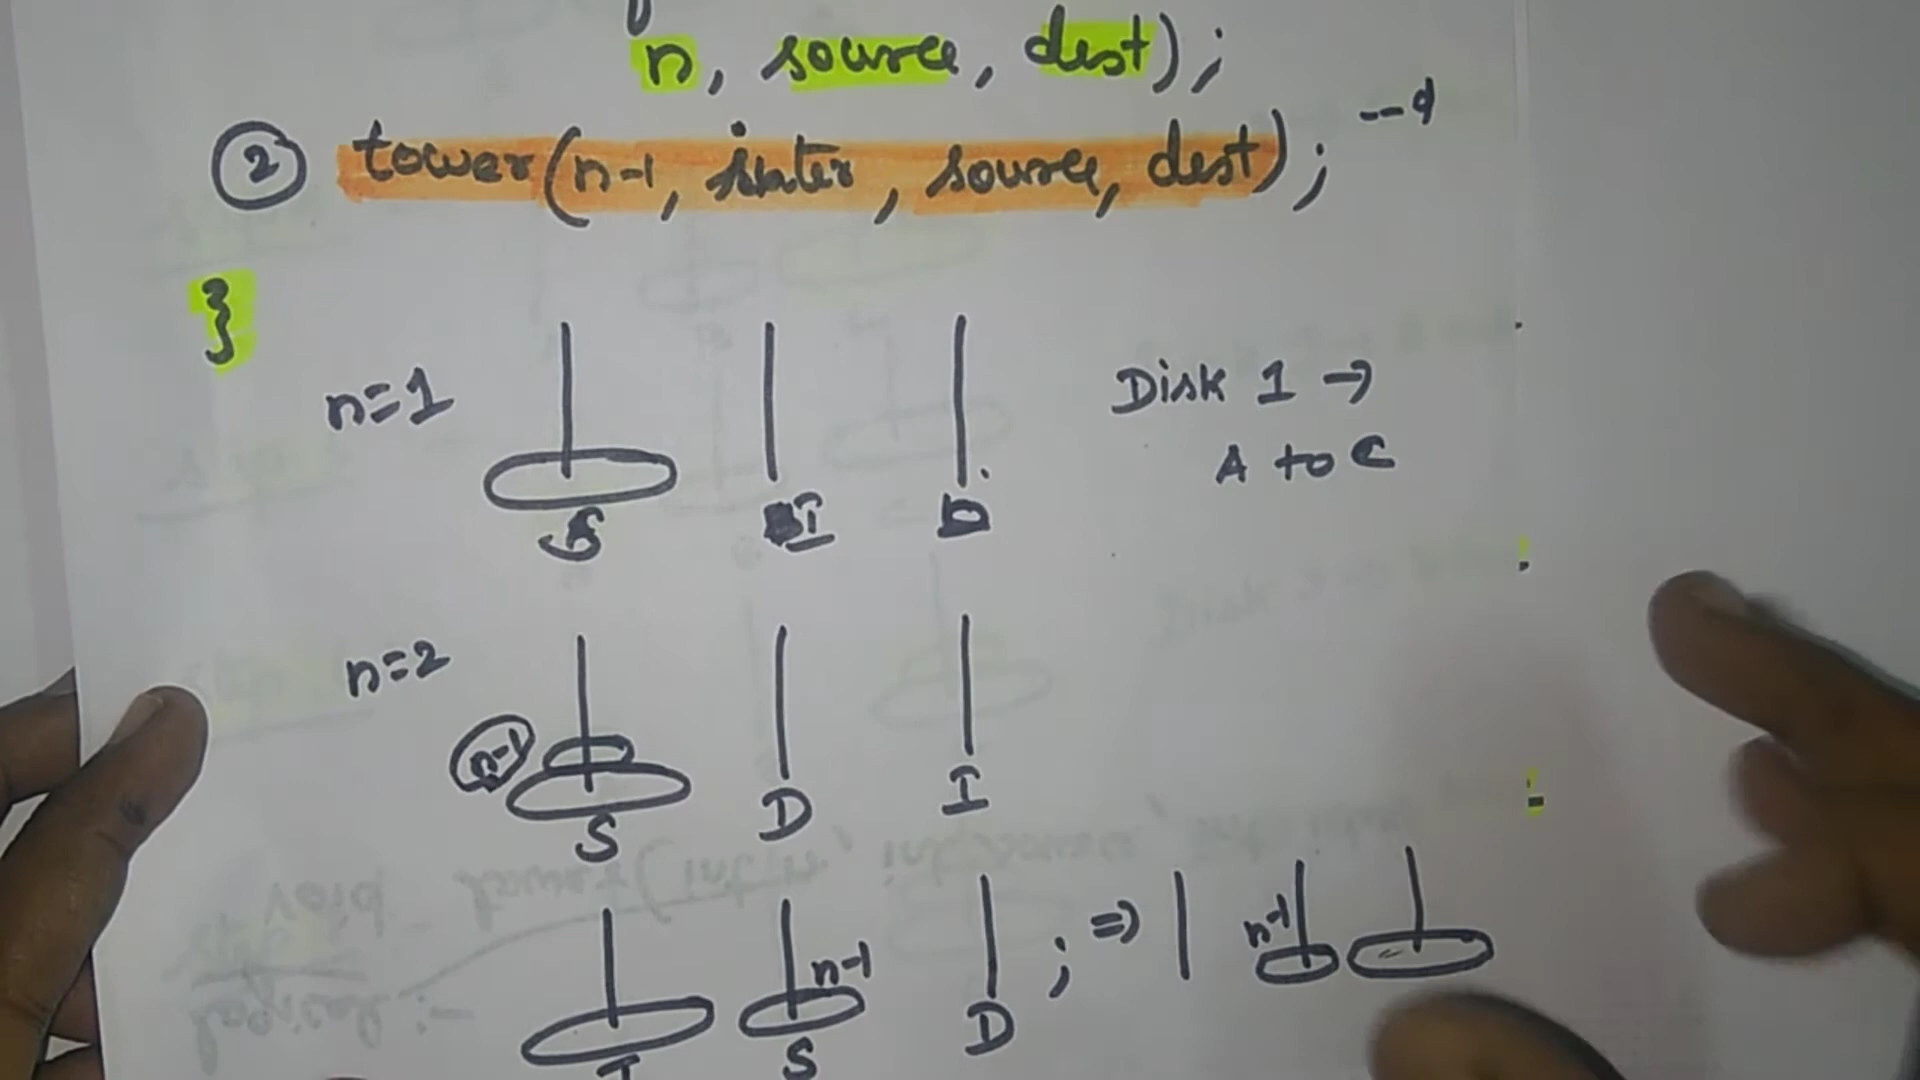 n, source, dest);
② tower(n-1, inter, source, dest);
}
n=1
Disk 1 →
A to C
S I D
n=2
n-1
S D I
n-1 ; ⇒ n-1
S D